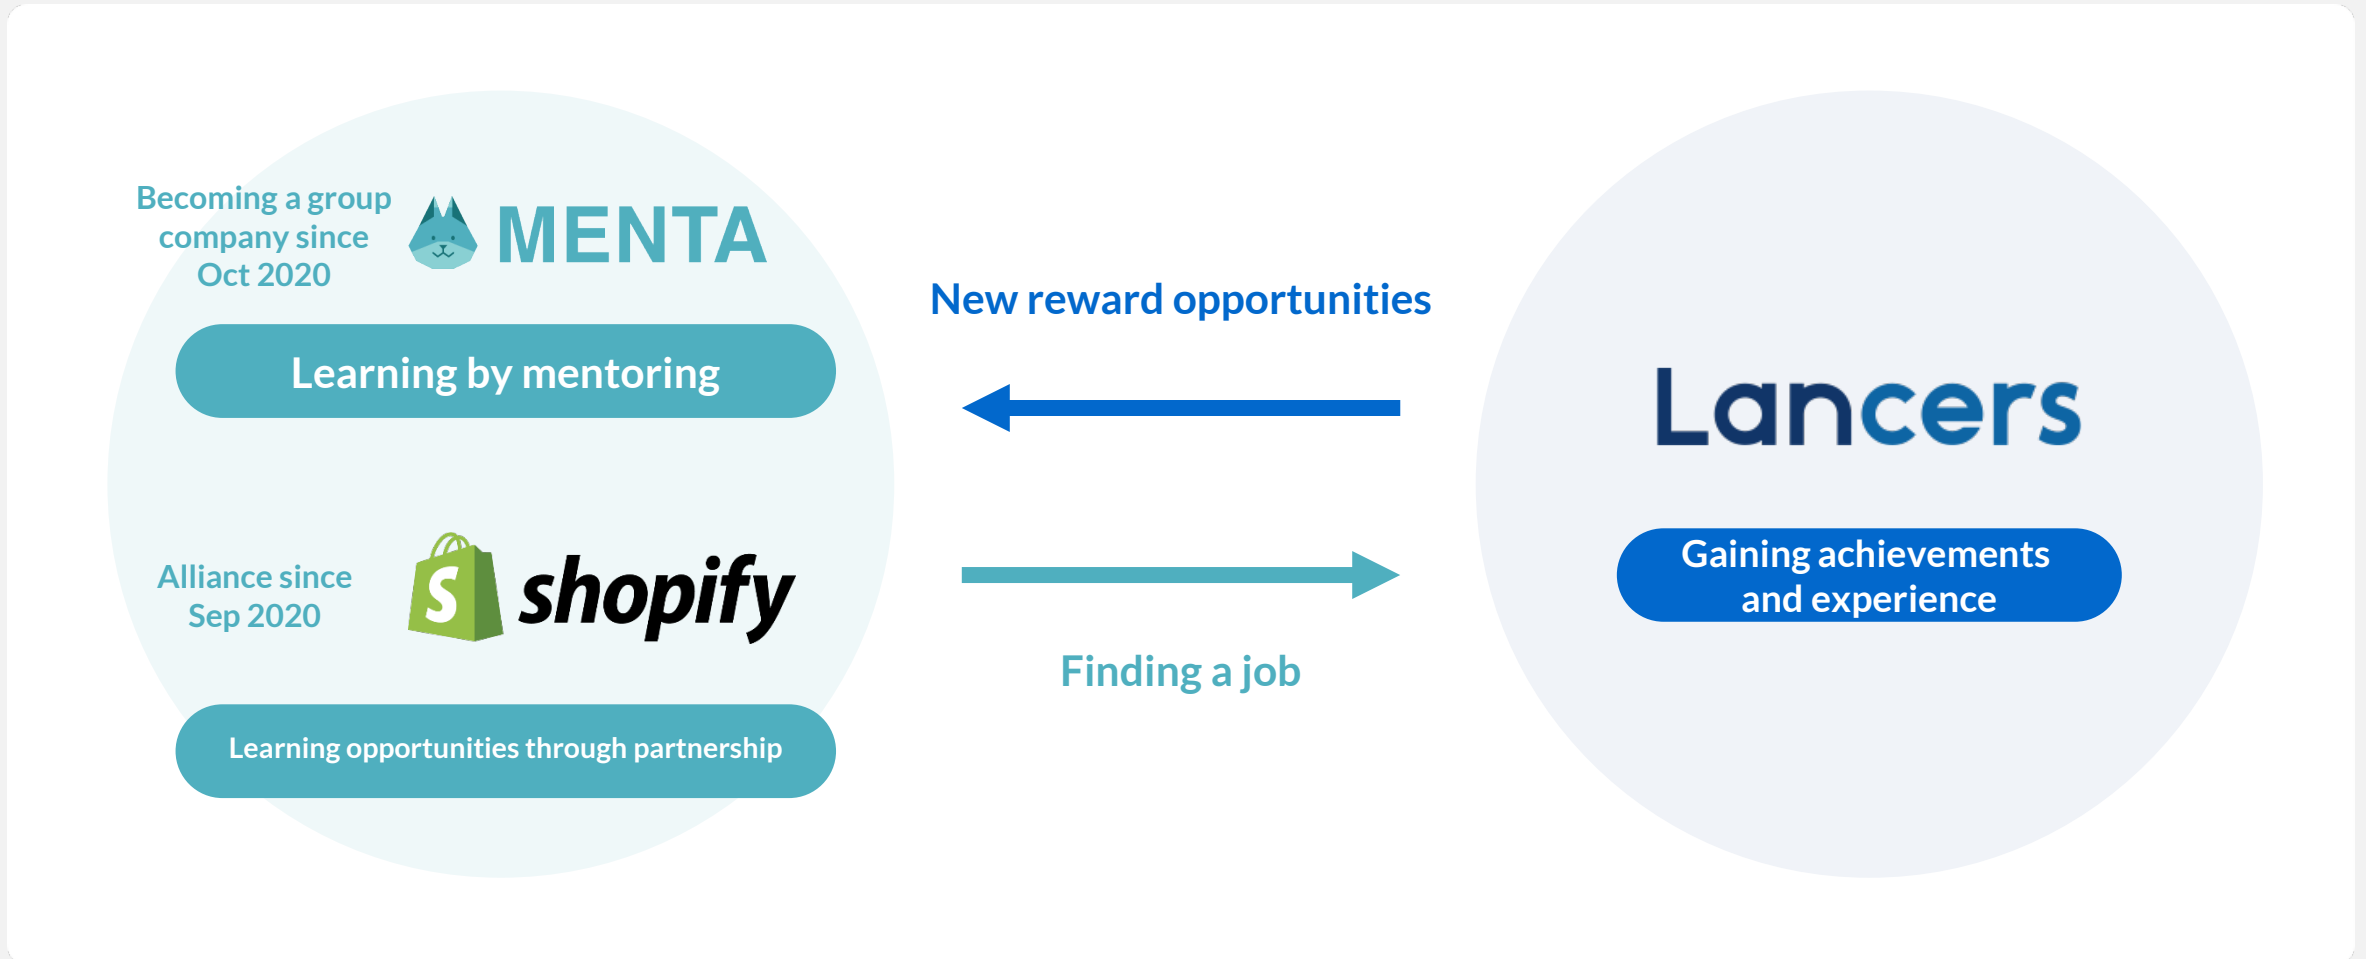 Becoming a group
company since
Oct 2020
MENTA
Learning by mentoring
Alliance since
Sep 2020
S shopify
Learning opportunities through partnership
New reward opportunities
Finding a job
Lancers
Gaining achievements
and experience